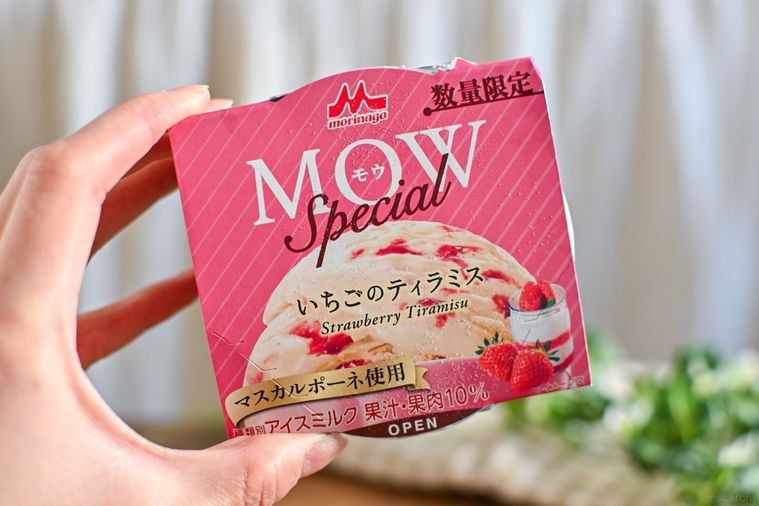 morinaga
数量限定
MOW
モウ
Special
いちごのティラミス
Strawberry Tiramisu
マスカルポーネ使用
種類別アイスミルク 果汁・果肉10%
OPEN
macaroni